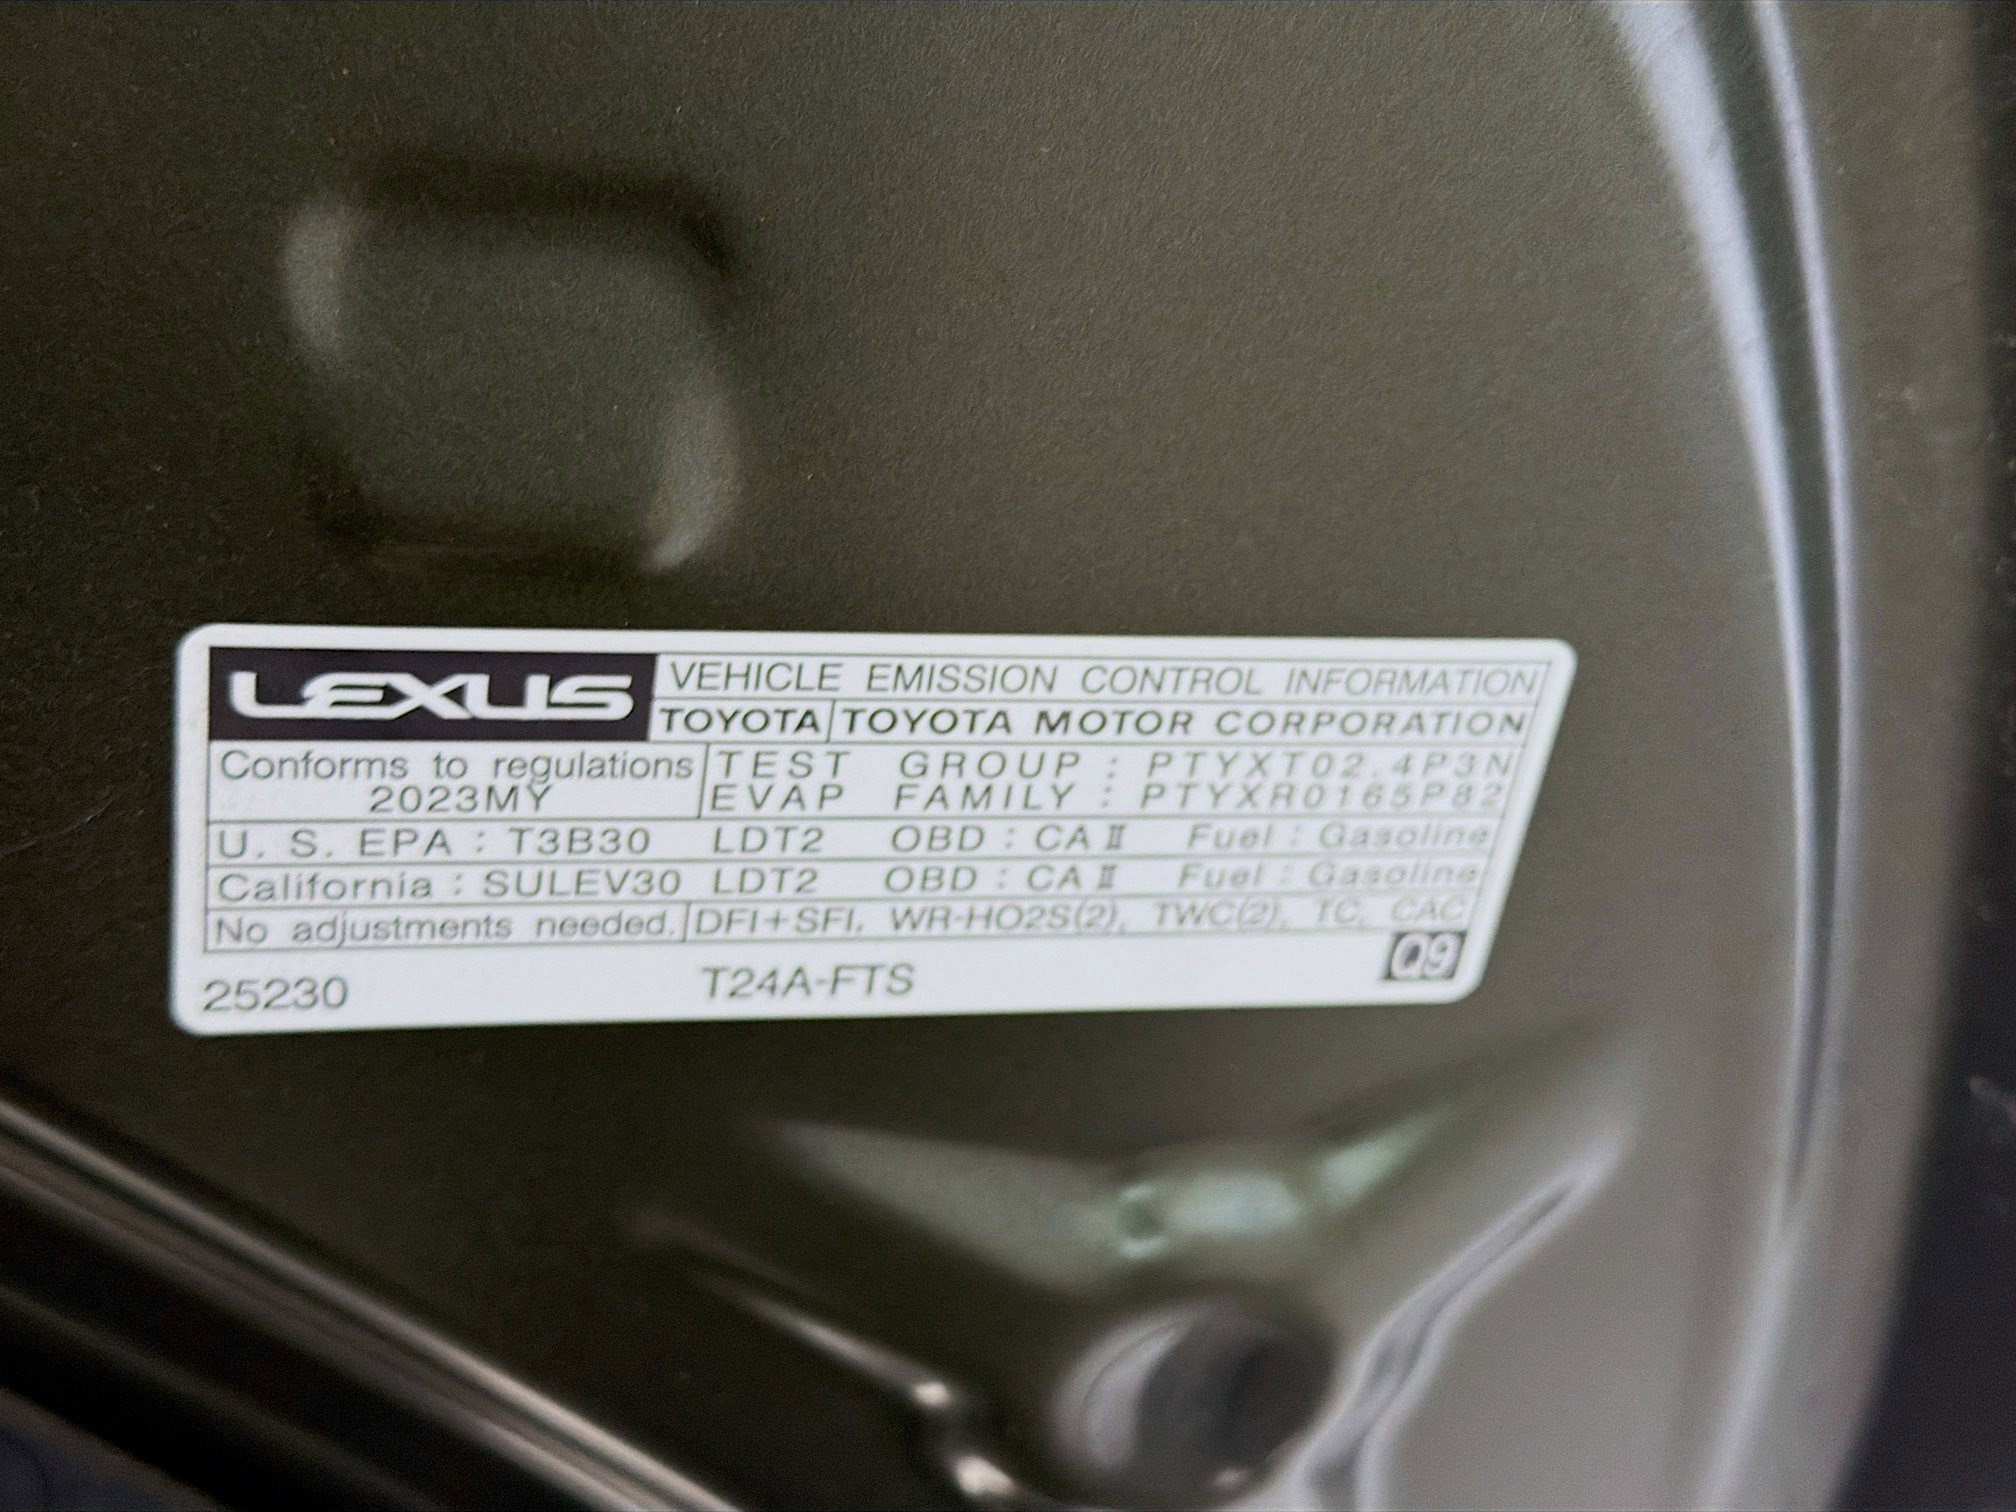 LEXUS VEHICLE EMISSION CONTROL INFORMATION
TOYOTA TOYOTA MOTOR CORPORATION
Conforms to regulations TEST GROUP : PTYXT02.4P3N
2023MY EVAP FAMILY : PTYXR0165P82
U. S. EPA : T3B30 LDT2 OBD : CA II Fuel : Gasoline
California : SULEV30 LDT2 OBD : CA II Fuel : Gasoline
No adjustments needed. DFI+SFI, WR-HO2S(2), TWC(2), TC, CAC
25230 T24A-FTS Q9